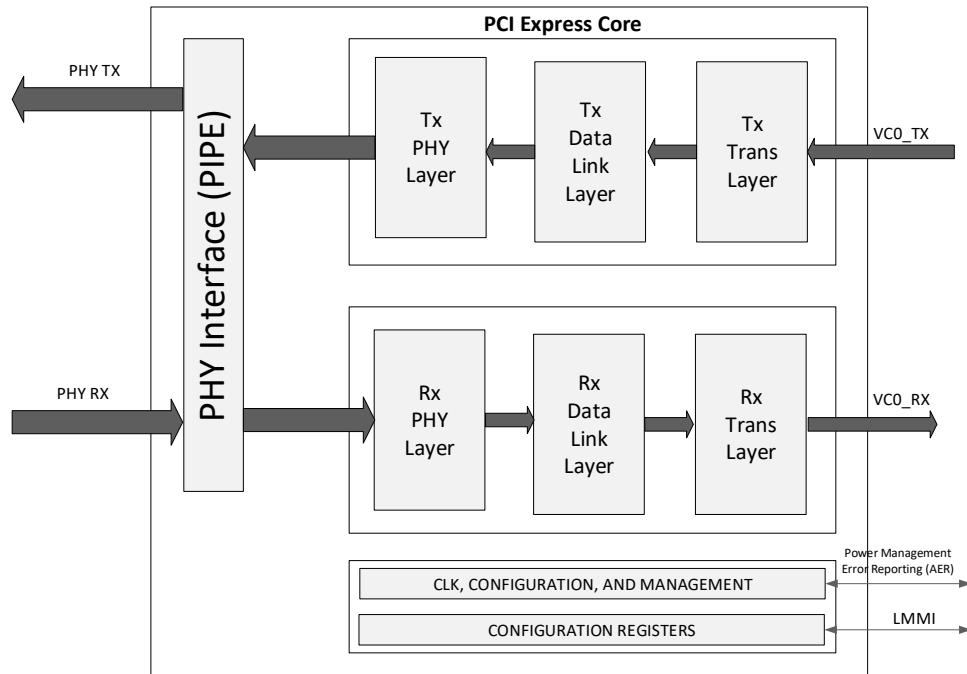 PCI Express Core
PHY TX
PHY Interface (PIPE)
Tx
PHY
Layer
Tx
Data
Link
Layer
Tx
Trans
Layer
VC0_TX
PHY RX
Rx
PHY
Layer
Rx
Data
Link
Layer
Rx
Trans
Layer
VC0_RX
Power Management
Error Reporting (AER)
CLK, CONFIGURATION, AND MANAGEMENT
CONFIGURATION REGISTERS
LMMI